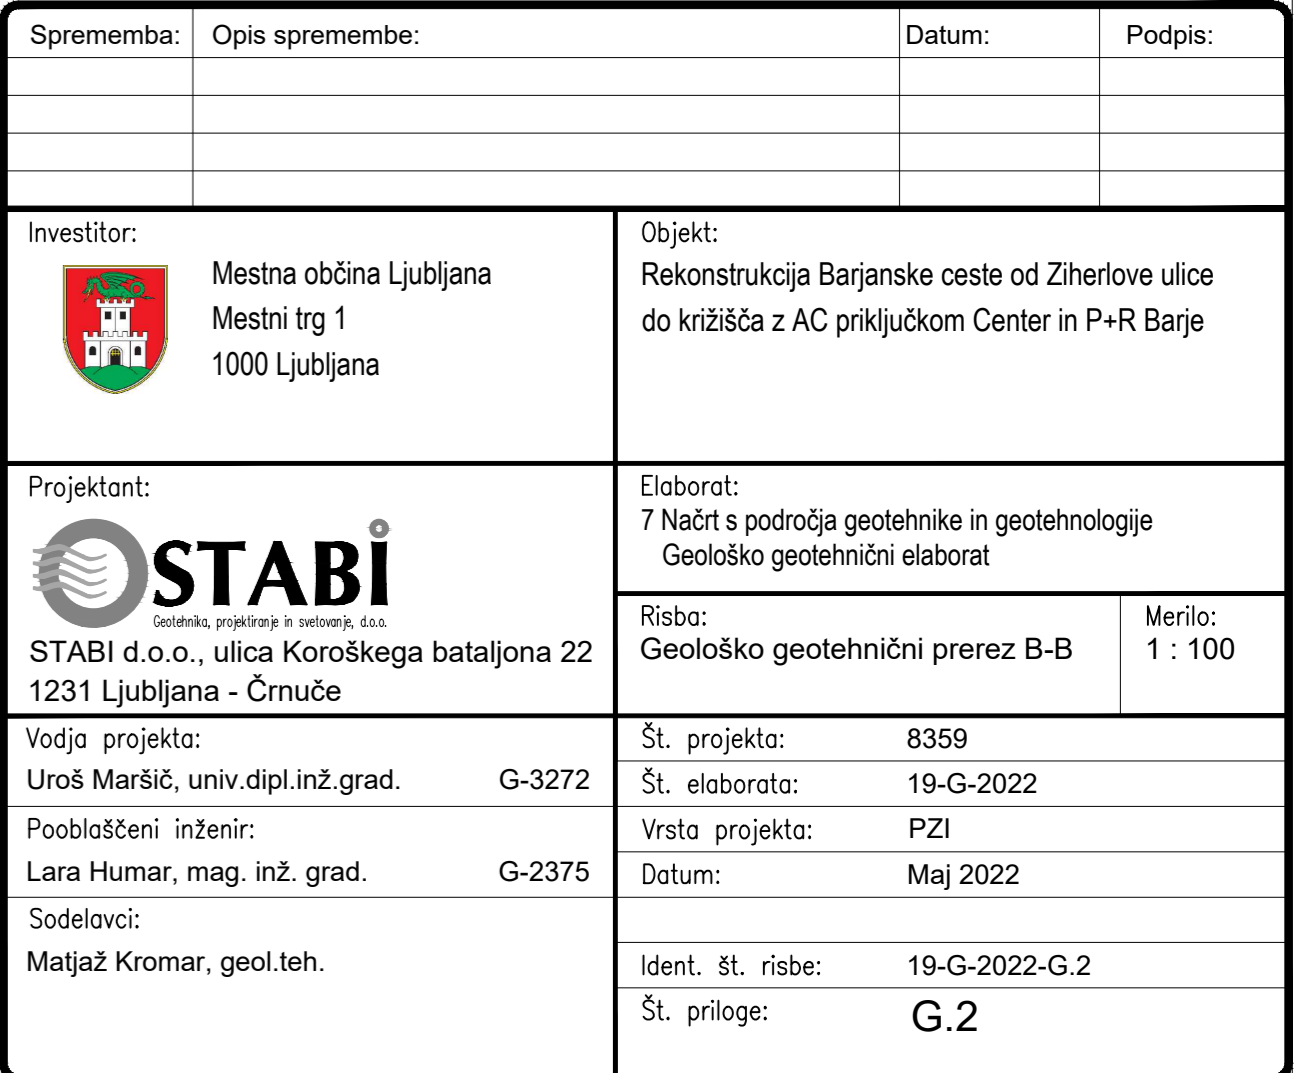 Sprememba: Opis spremembe: Datum: Podpis:
Investitor:
Mestna občina Ljubljana
Mestni trg 1
1000 Ljubljana
Objekt:
Rekonstrukcija Barjanske ceste od Ziherlove ulice
do križišča z AC priključkom Center in P+R Barje
Projektant:
STABI
Geotehnika, projektiranje in svetovanje, d.o.o.
STABI d.o.o., ulica Koroškega bataljona 22
1231 Ljubljana - Črnuče
Elaborat:
7 Načrt s področja geotehnike in geotehnologije
Geološko geotehnični elaborat
Risba:
Geološko geotehnični prerez B-B
Merilo:
1 : 100
Vodja projekta:
Uroš Maršič, univ.dipl.inž.grad. G-3272
Pooblaščeni inženir:
Lara Humar, mag. inž. grad. G-2375
Sodelavci:
Matjaž Kromar, geol.teh.
Št. projekta: 8359
Št. elaborata: 19-G-2022
Vrsta projekta: PZI
Datum: Maj 2022
Ident. št. risbe: 19-G-2022-G.2
Št. priloge: G.2